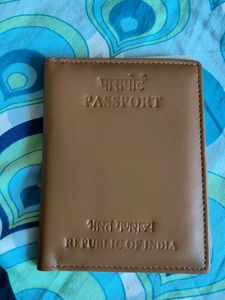 पासपोर्ट
PASSPORT
भारत गणराज्य
REPUBLIC OF INDIA